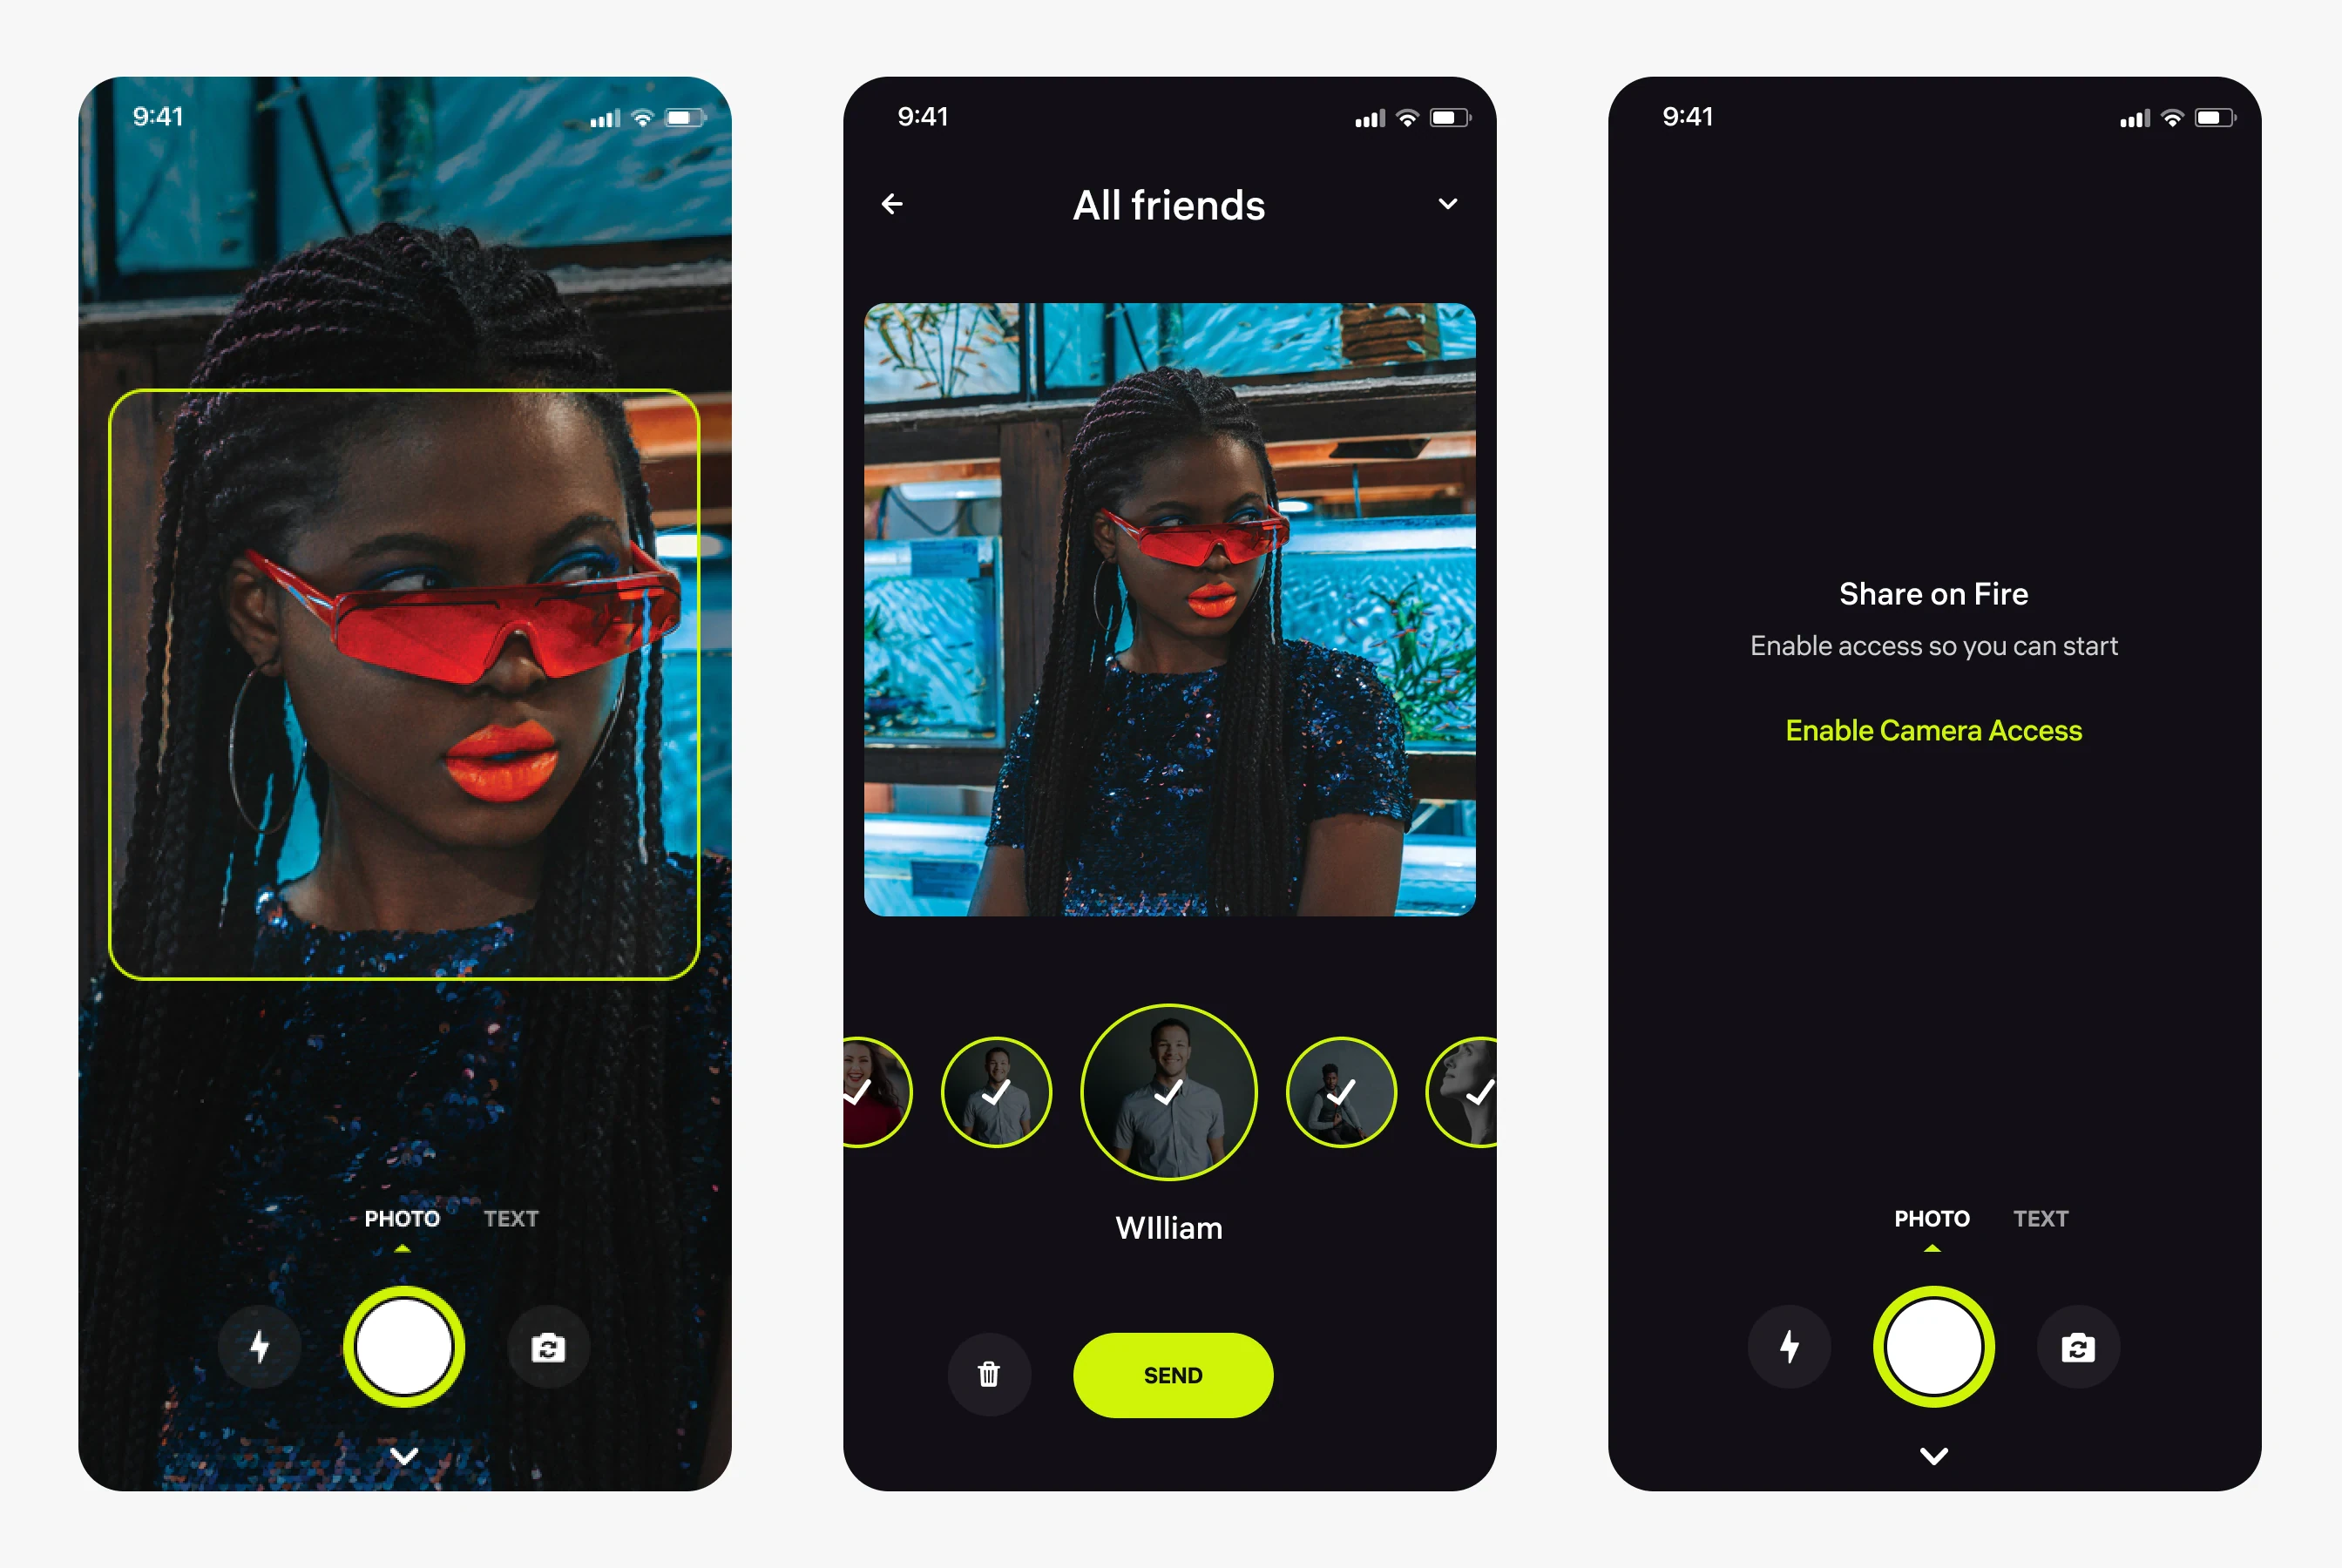 9:41
PHOTO TEXT
9:41
All friends
WIlliam
SEND
9:41
Share on Fire
Enable access so you can start
Enable Camera Access
PHOTO TEXT